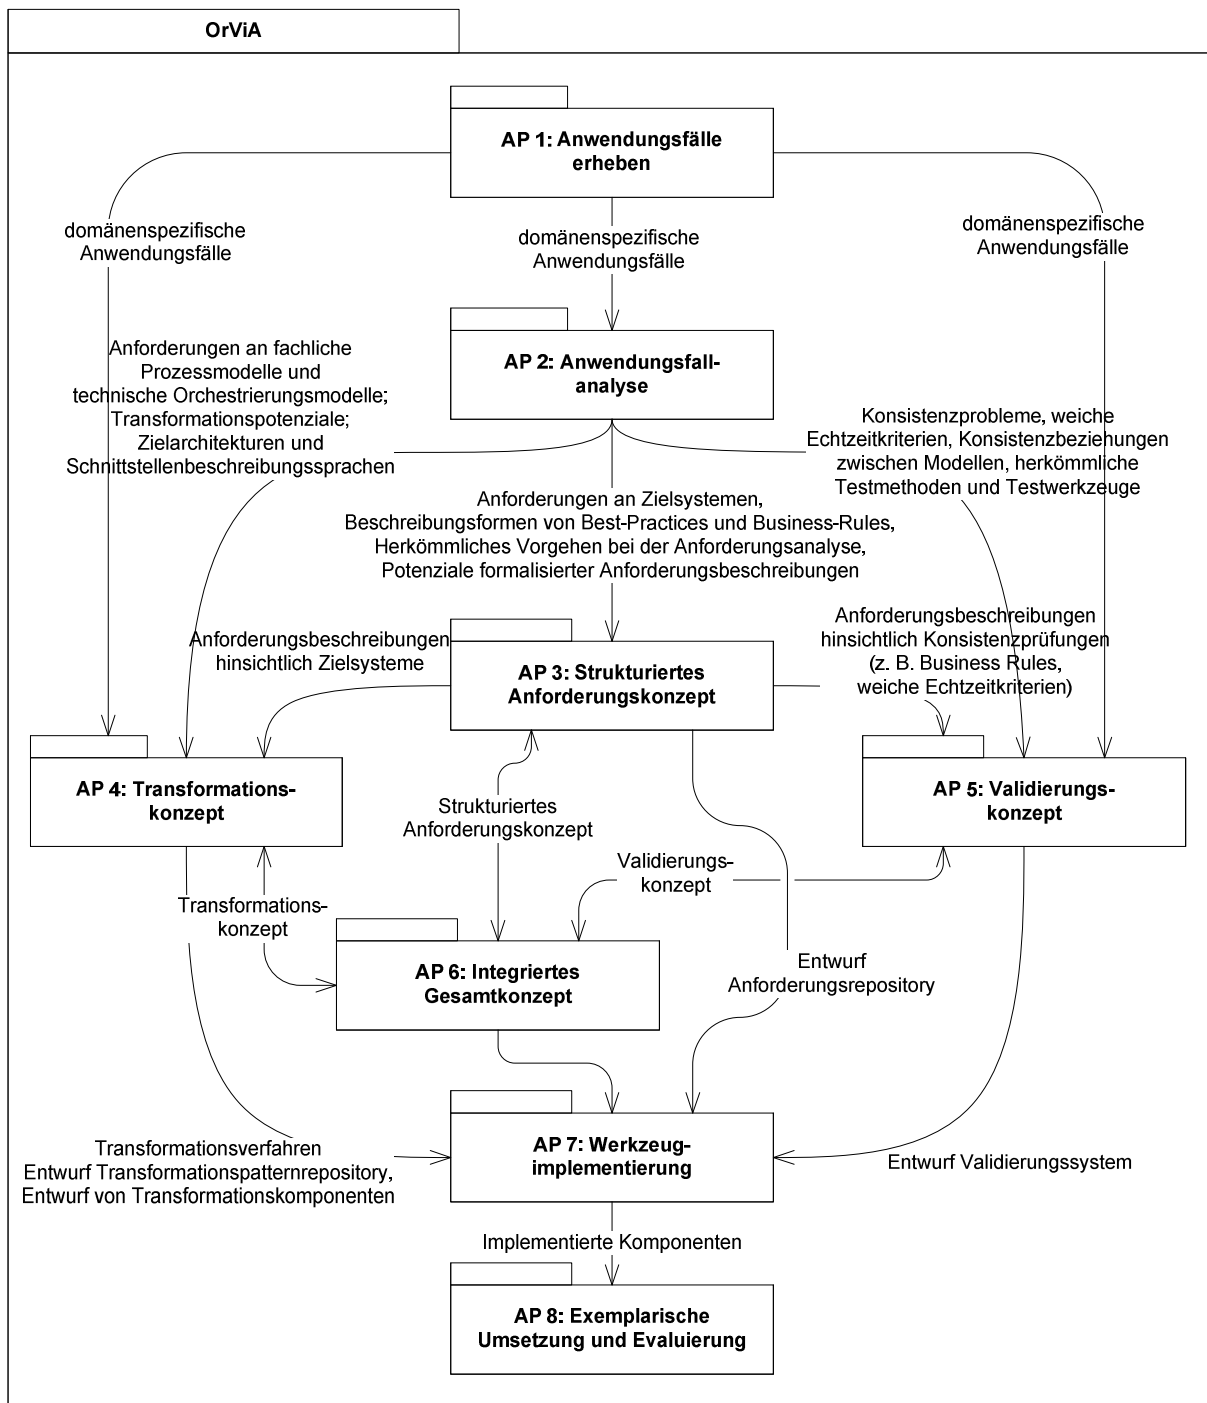 OrViA
AP 1: Anwendungsfälle
erheben
domänenspezifische
Anwendungsfälle
domänenspezifische
Anwendungsfälle
domänenspezifische
Anwendungsfälle
AP 2: Anwendungsfall-
analyse
Anforderungen an fachliche
Prozessmodelle und
technische Orchestrierungsmodelle;
Transformationspotenziale;
Zielarchitekturen und
Schnittstellenbeschreibungssprachen
Konsistenzprobleme, weiche
Echtzeitkriterien, Konsistenzbeziehungen
zwischen Modellen, herkömmliche
Testmethoden und Testwerkzeuge
Anforderungen an Zielsystemen,
Beschreibungsformen von Best-Practices und Business-Rules,
Herkömmliches Vorgehen bei der Anforderungsanalyse,
Potenziale formalisierter Anforderungsbeschreibungen
Anforderungsbeschreibungen
hinsichtlich Zielsysteme
AP 3: Strukturiertes
Anforderungskonzept
Anforderungsbeschreibungen
hinsichtlich Konsistenzprüfungen
(z. B. Business Rules,
weiche Echtzeitkriterien)
AP 4: Transformations-
konzept
AP 5: Validierungs-
konzept
Strukturiertes
Anforderungskonzept
Validierungs-
konzept
Transformations-
konzept
AP 6: Integriertes
Gesamtkonzept
Entwurf
Anforderungsrepository
Transformationsverfahren
Entwurf Transformationspatternrepository,
Entwurf von Transformationskomponenten
AP 7: Werkzeug-
implementierung
Entwurf Validierungssystem
Implementierte Komponenten
AP 8: Exemplarische
Umsetzung und Evaluierung